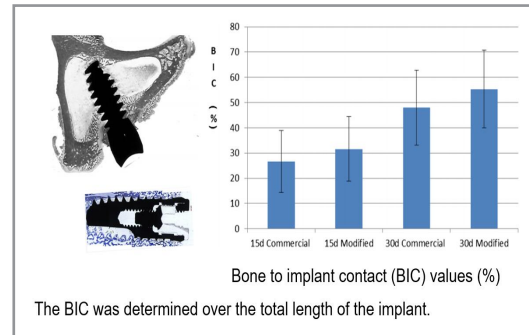 B
I
C
(
%
)
80
70
60
50
40
30
20
10
0
15d Commercial
15d Modified
30d Commercial
30d Modified
Bone to implant contact (BIC) values (%)
The BIC was determined over the total length of the implant.